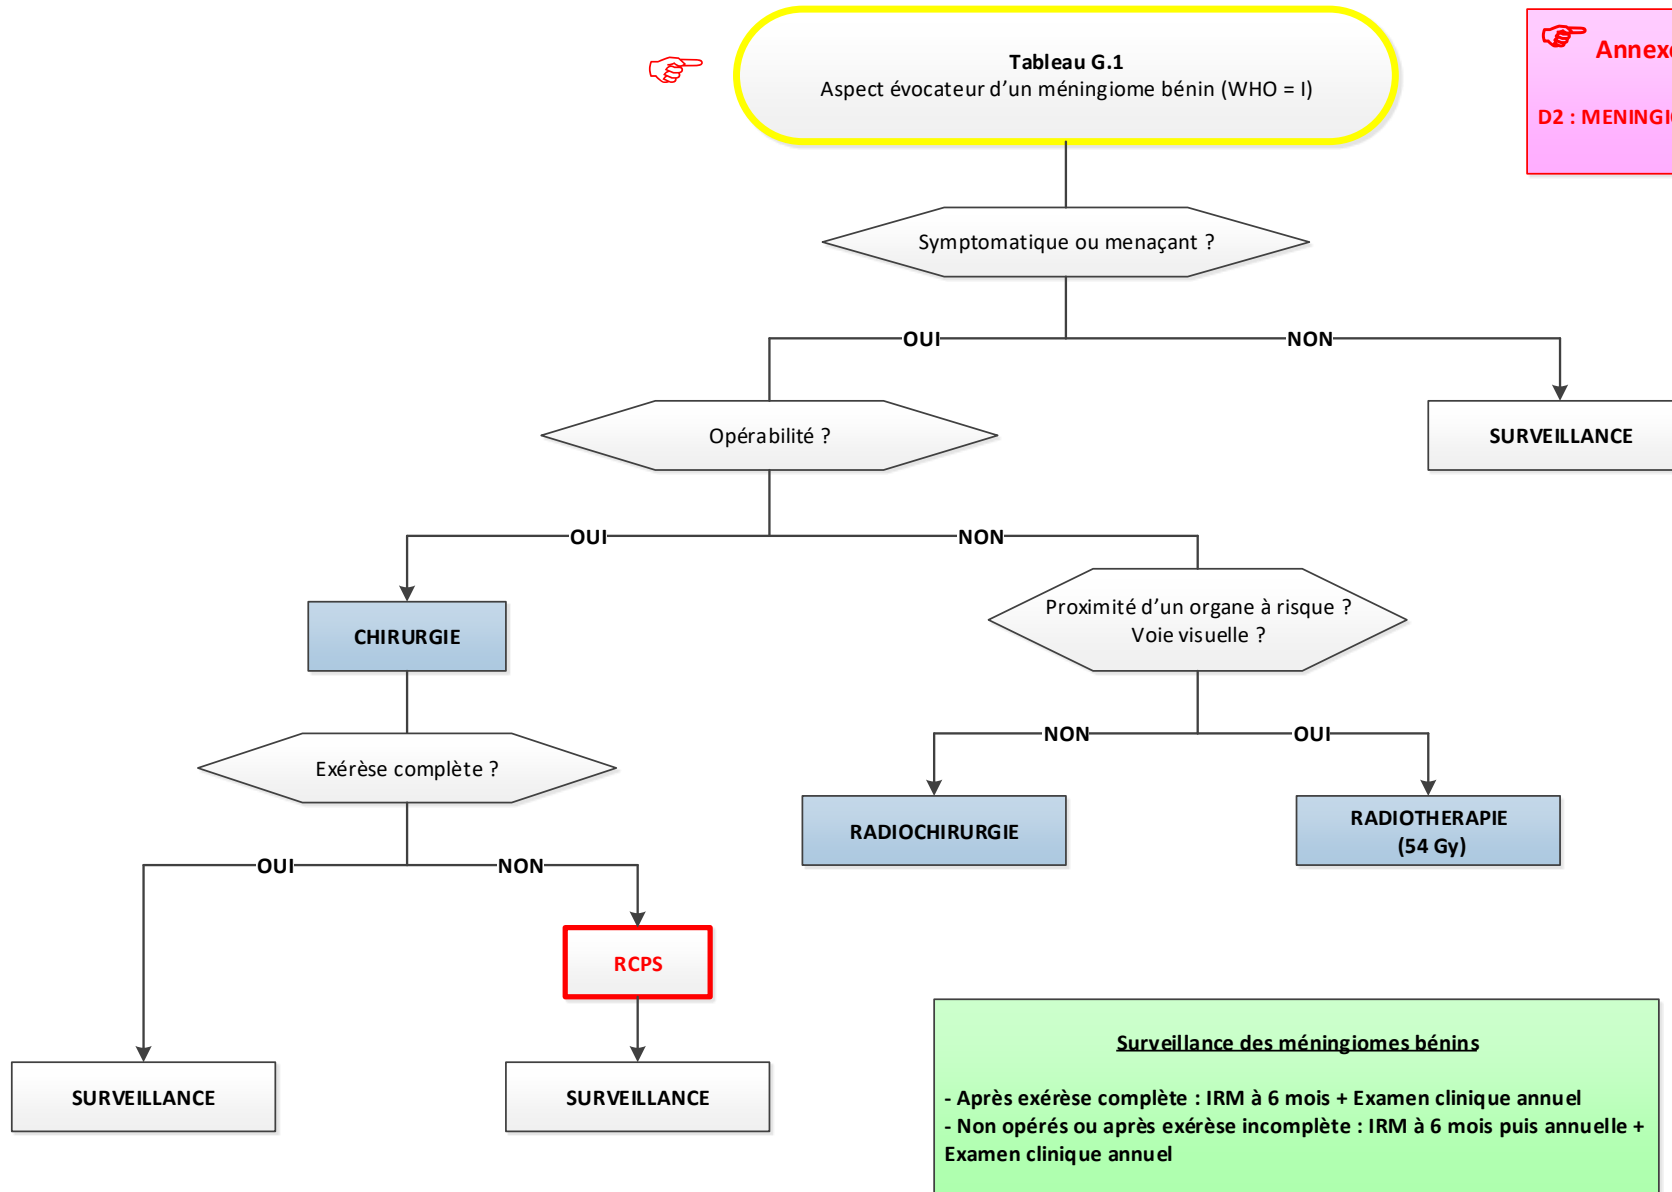 Tableau G.1
Aspect évocateur d’un méningiome bénin (WHO = I)
D2 :
Symptomatique ou menaçant ?
OUI
NON
Opérabilité ?
SURVEILLANCE
OUI
NON
CHIRURGIE
Proximité d’un organe à risque ?
Voie visuelle ?
Exérèse complète ?
NON
OUI
RADIOCHIRURGIE
RADIOTHERAPIE
(54 Gy)
OUI
NON
RCPS
SURVEILLANCE
SURVEILLANCE
Surveillance des méningiomes bénins
- Après exérèse complète : IRM à 6 mois + Examen clinique annuel
- Non opérés ou après exérèse incomplète : IRM à 6 mois puis annuelle +
Examen clinique annuel